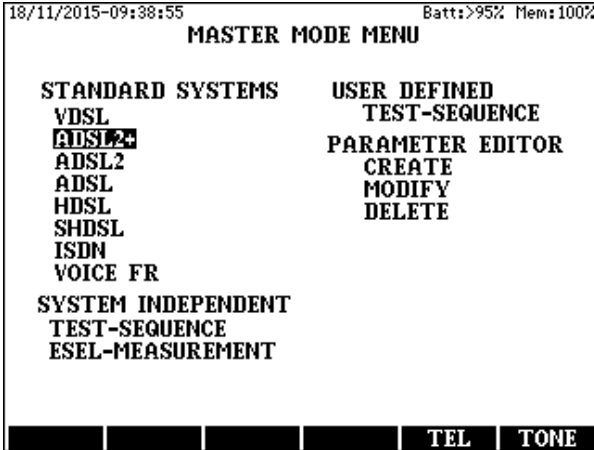 18/11/2015-09:38:55 Batt:>95% Mem:100%
MASTER MODE MENU
STANDARD SYSTEMS
VDSL
ADSL2+
ADSL2
ADSL
HDSL
SHDSL
ISDN
VOICE FR
SYSTEM INDEPENDENT
TEST-SEQUENCE
ESEL-MEASUREMENT
USER DEFINED
TEST-SEQUENCE
PARAMETER EDITOR
CREATE
MODIFY
DELETE
TEL TONE